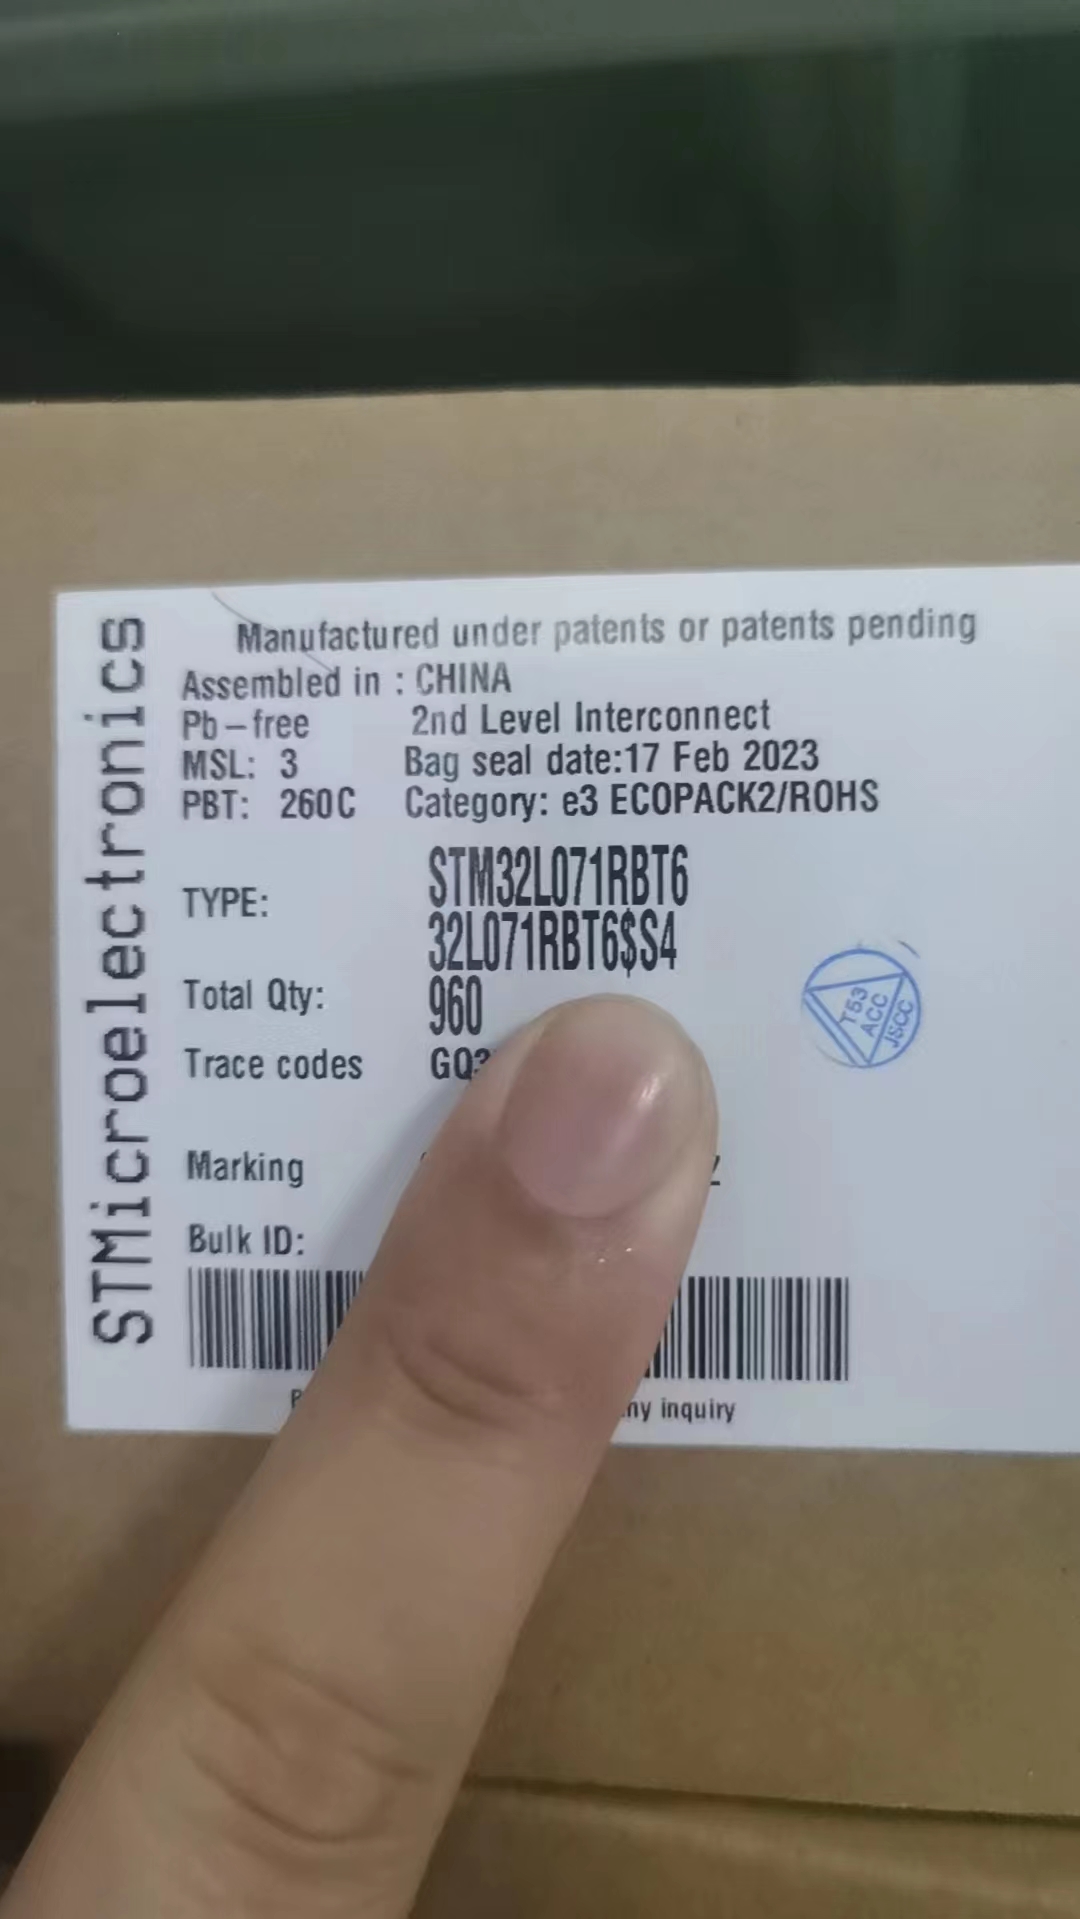 STMicroelectronics
Manufactured under patents or patents pending
Assembled in : CHINA
Pb-free 2nd Level Interconnect
MSL: 3 Bag seal date:17 Feb 2023
PBT: 260C Category: e3 ECOPACK2/ROHS
TYPE: STM32L071RBT6
32L071RBT6$S4
Total Qty: 960
Trace codes
Marking
Bulk ID:
inquiry
T53
ACC
JSCC